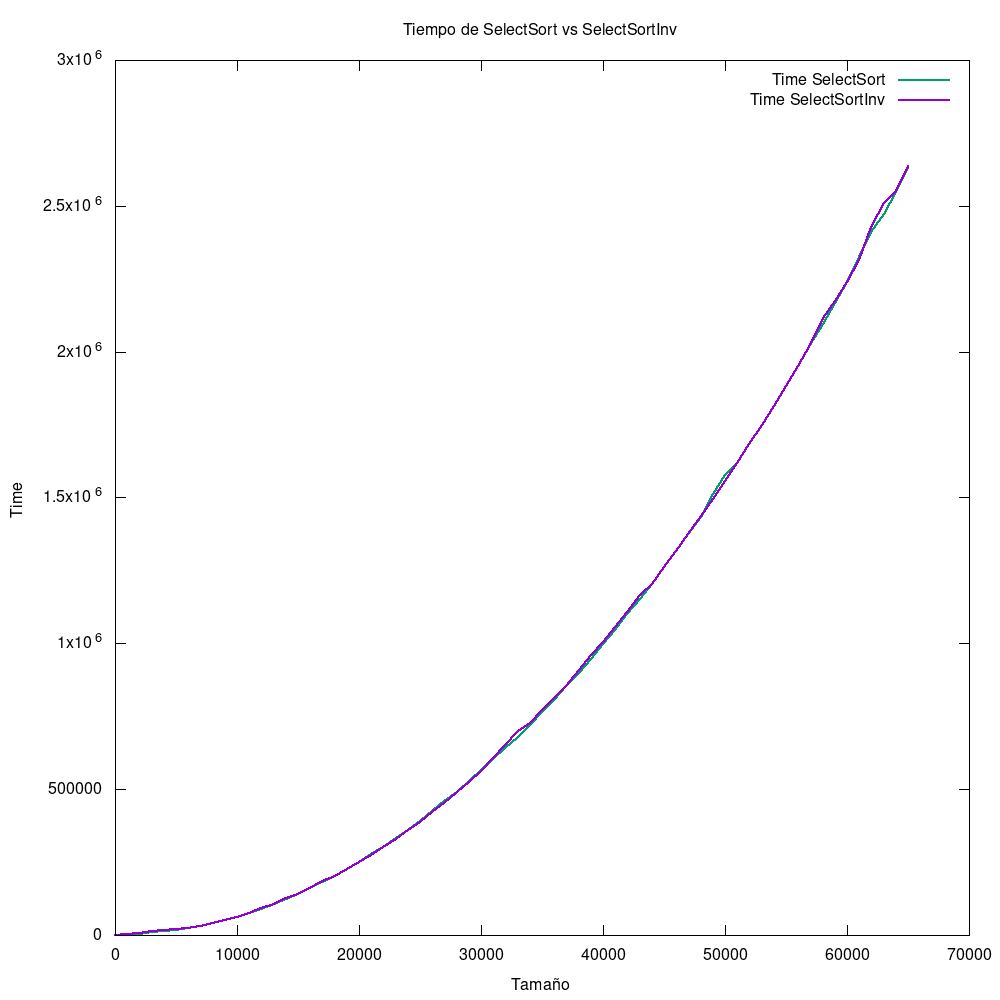 Tiempo de SelectSort vs SelectSortInv
3x10^6
Time SelectSort
Time SelectSortInv
2.5x10^6
2x10^6
1.5x10^6
1x10^6
500000
0
Time
0 10000 20000 30000 40000 50000 60000 70000
Tamaño